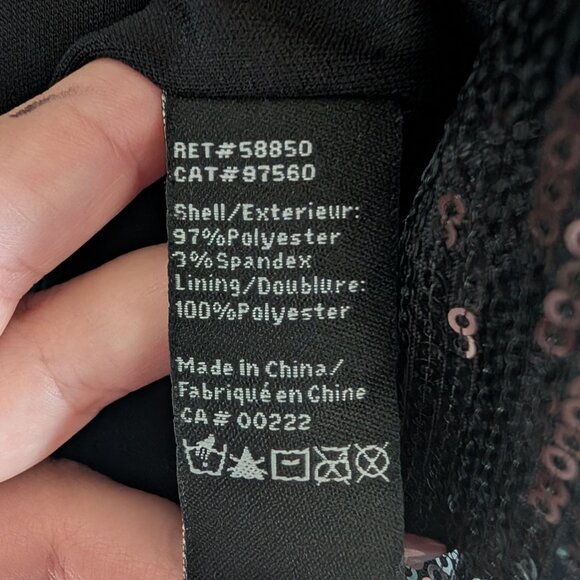 RET#58850
CAT#97560
Shell/Exterieur:
97%Polyester
3%Spandex
Lining/Doublure:
100%Polyester
Made in China/
Fabriqué en Chine
CA# 00222